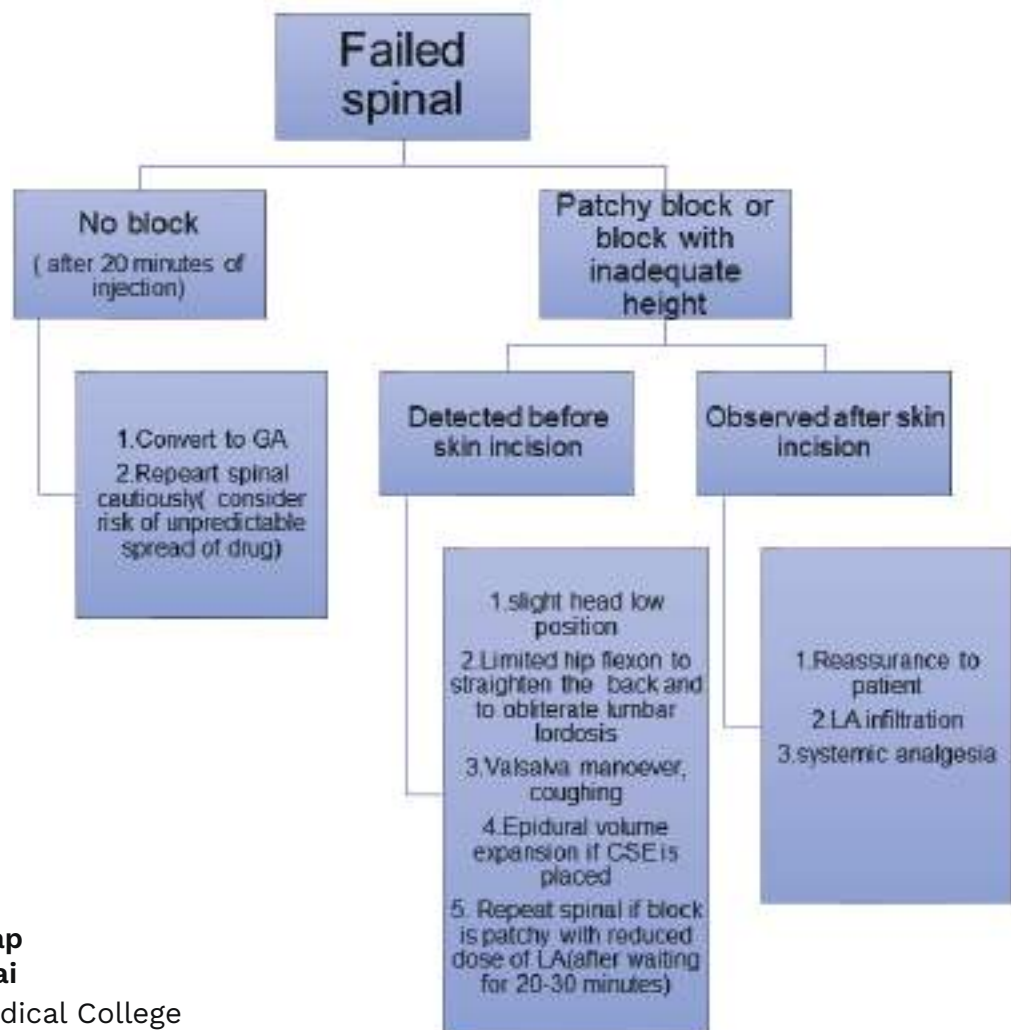 Failed
spinal
No block
( after 20 minutes of
injection)
Patchy block or
block with
inadequate
height
1.Convert to GA
2.Repeart spinal
cautiously( consider
risk of unpredictable
spread of drug)
Detected before
skin incision
Observed after skin
incision
1.slight head low
position
2.Limited hip flexon to
straighten the back and
to obliterate lumbar
lordosis
3.Valsalva manoever,
coughing
4.Epidural volume
expansion if CSE is
placed
5. Repeat spinal if block
is patchy with reduced
dose of LA(after waiting
for 20-30 minutes)
1.Reassurance to
patient
2.LA infiltration
3.systemic analgesia
ap
ai
dical College